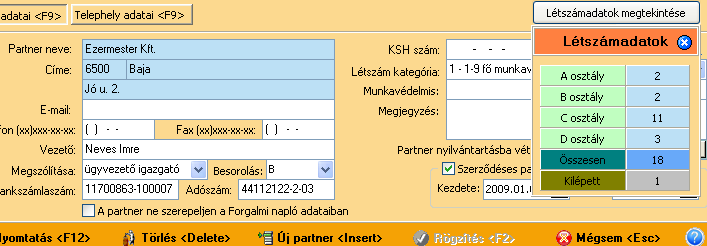 adatai <F9> Telephely adatai <F9> Létszámadatok megtekintése
Létszámadatok
Partner neve: Ezermester Kft. KSH szám: - - -
Címe: 6500 Baja Létszám kategória: 1 - 1-9 fő munkav
Jó u. 2. Munkavédelmis:
E-mail: Megjegyzés:
fon (xx)xxx-xx-xx: ( ) - - Fax (xx)xxx-xx-xx: ( ) - -
Vezető: Neves Imre Partner nyilvántartásba vét
Megszólítása: ügyvezető igazgató Besorolás: B Szerződéses pa
ankszámlaszám: 11700863-100007 Adószám: 44112122-2-03 Kezdete: 2009.01.0
A partner ne szerepeljen a Forgalmi napló adataiban
A osztály 2
B osztály 2
C osztály 11
D osztály 3
Összesen 18
Kilépett 1
yomtatás <F12> Törlés <Delete> Új partner <Insert> Rögzítés <F2> Mégsem <Esc>